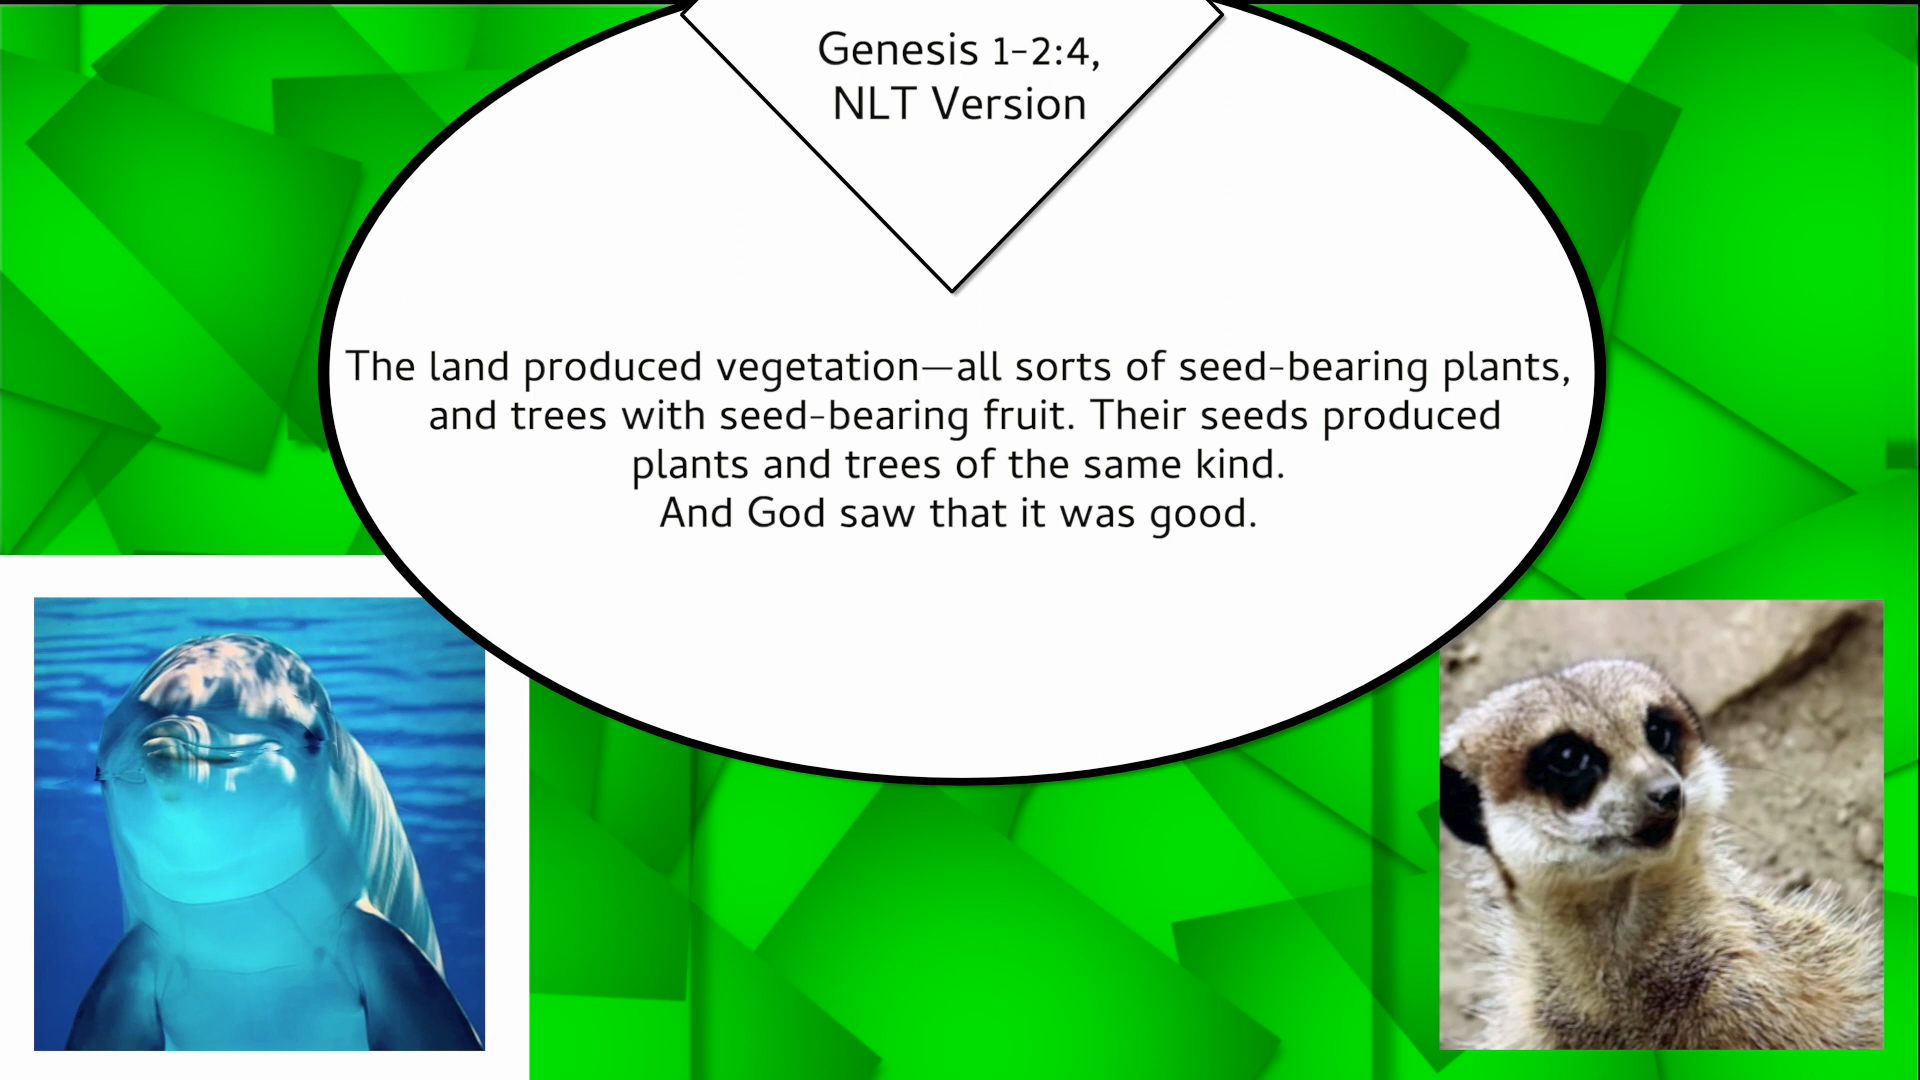 Genesis 1-2:4,
NLT Version
The land produced vegetation—all sorts of seed-bearing plants,
and trees with seed-bearing fruit. Their seeds produced
plants and trees of the same kind.
And God saw that it was good.